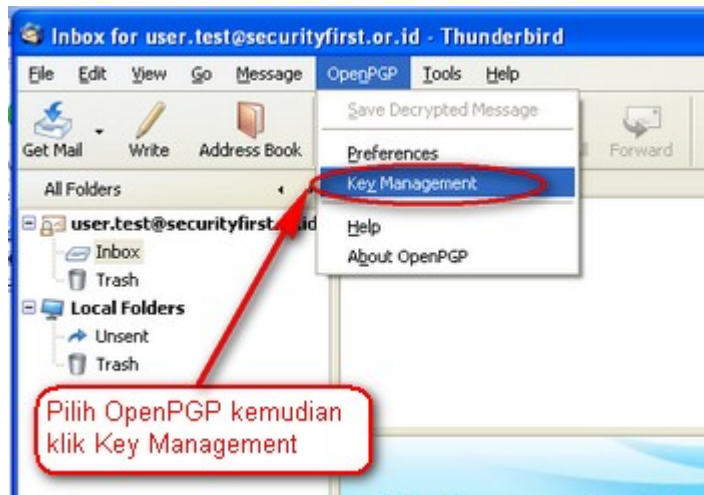 Inbox for user.test@securityfirst.or.id - Thunderbird
File Edit View Go Message OpenPGP Tools Help
Save Decrypted Message
Get Mail Write Address Book Forward
Preferences
All Folders
Key Management
user.test@securityfirst.or.id
Help
Inbox
About OpenPGP
Trash
Local Folders
Unsent
Trash
Pilih OpenPGP kemudian
klik Key Management